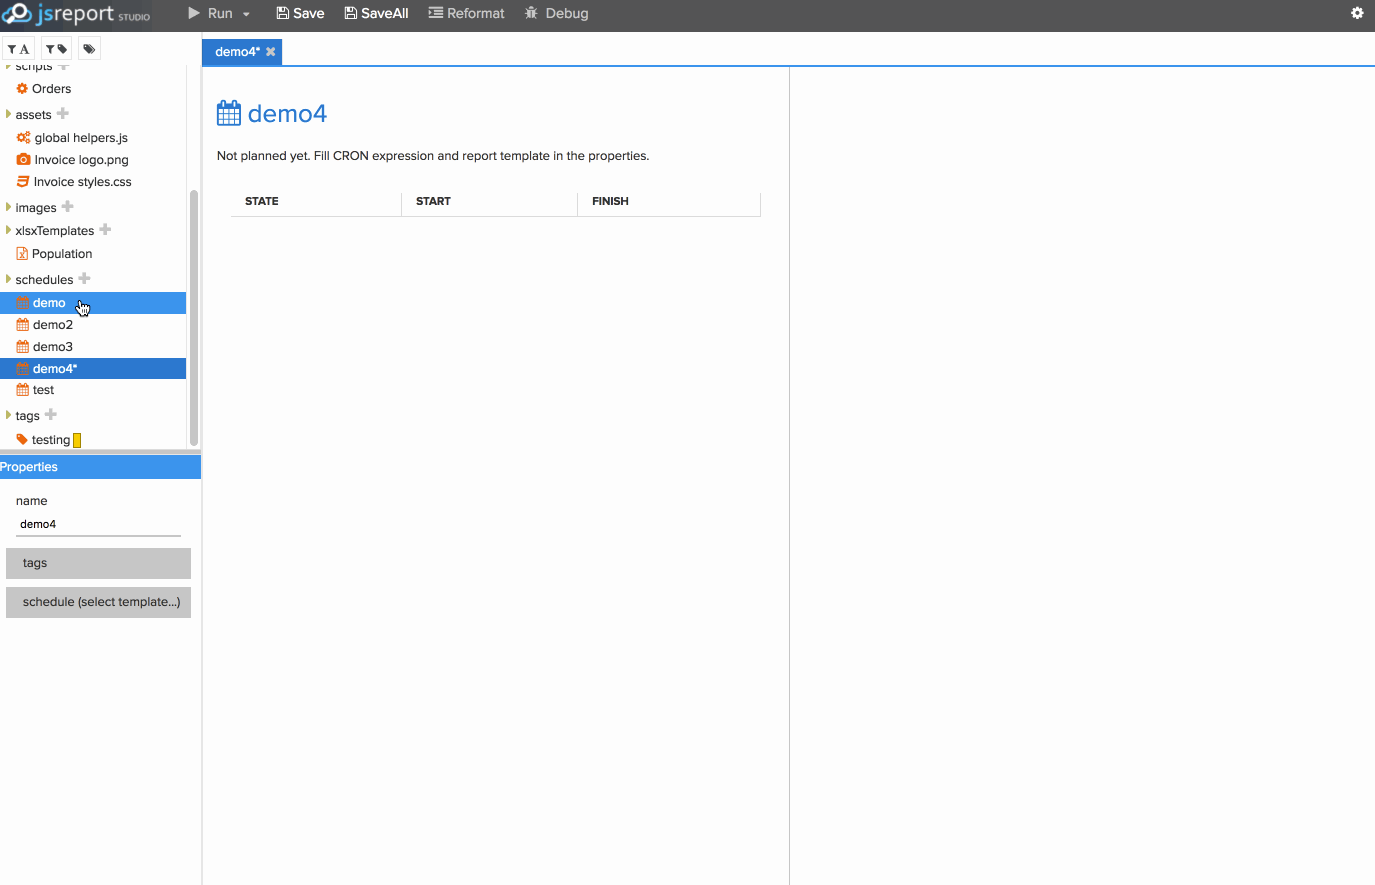 jsreport STUDIO
Run
Save
SaveAll
Reformat
Debug
A
demo4*
scripts
Orders
assets
global helpers.js
Invoice logo.png
Invoice styles.css
images
xlsxTemplates
Population
schedules
demo
demo2
demo3
demo4*
test
tags
testing
Properties
name
demo4
tags
schedule (select template...)
demo4
Not planned yet. Fill CRON expression and report template in the properties.
STATE START FINISH